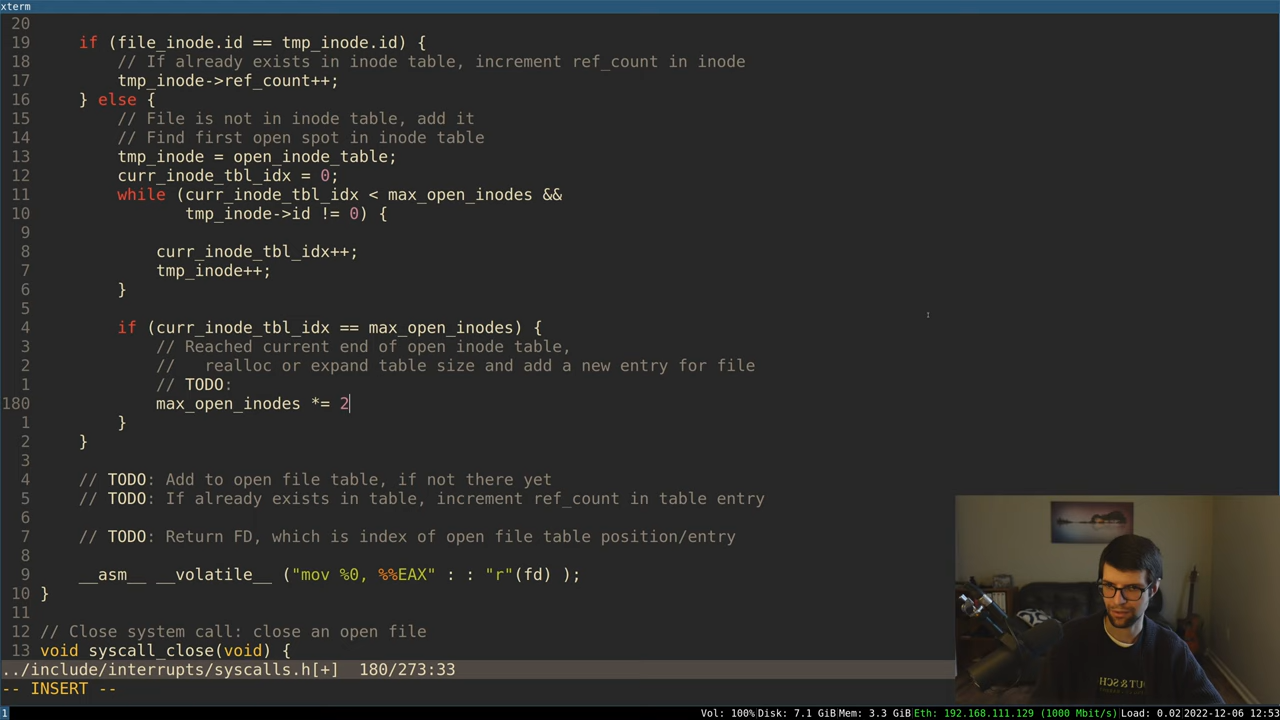 xterm
20
19     if (file_inode.id == tmp_inode.id) {
18         // If already exists in inode table, increment ref_count in inode
17         tmp_inode->ref_count++;
16     } else {
15         // File is not in inode table, add it
14         // Find first open spot in inode table
13         tmp_inode = open_inode_table;
12         curr_inode_tbl_idx = 0;
11         while (curr_inode_tbl_idx < max_open_inodes &&
10                tmp_inode->id != 0) {
9
8             curr_inode_tbl_idx++;
7             tmp_inode++;
6         }
5
4         if (curr_inode_tbl_idx == max_open_inodes) {
3             // Reached current end of open inode table,
2             //   realloc or expand table size and add a new entry for file
1             // TODO:
180             max_open_inodes *= 2
1         }
2     }
3
4     // TODO: Add to open file table, if not there yet
5     // TODO: If already exists in table, increment ref_count in table entry
6
7     // TODO: Return FD, which is index of open file table position/entry
8
9     __asm__ __volatile__ ("mov %0, %%EAX" : : "r"(fd) );
10 }
11
12 // Close system call: close an open file
13 void syscall_close(void) {
../include/interrupts/syscalls.h[+]  180/273:33
-- INSERT --
1 Vol: 100% Disk: 7.1 GiB Mem: 3.3 GiB Eth: 192.168.111.129 (1000 Mbit/s) Load: 0.02 2022-12-06 12:53